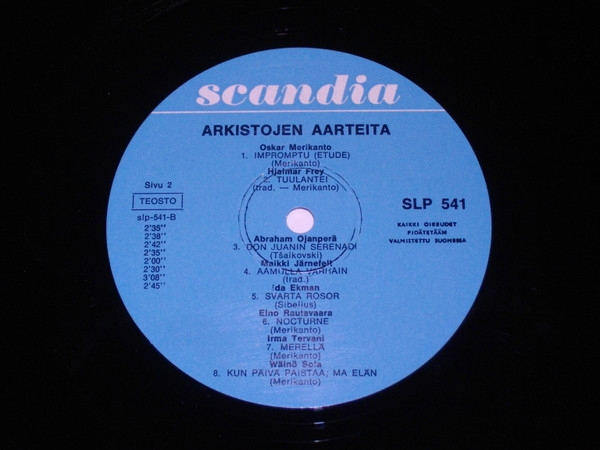 scandia
ARKISTOJEN AARTEITA
Oskar Merikanto
1. IMPROMPTU (ETUDE)
(Merikanto)
Hjalmar Frey
2. TUULANTEI
(trad. — Merikanto)
Sivu 2
TEOSTO
slp-541-B
2'35''
2'38''
2'42''
2'35''
2'00''
2'30''
3'08''
2'45''
SLP 541
KAIKKI OIKEUDET
PIDÄTETÄÄN
VALMISTETTU SUOMESSA
Abraham Ojanperä
3. DON JUANIN SERENADI
(Tšaikovski)
Maikki Järnefelt
4. AAMULLA VARHAIN
(trad.)
Ida Ekman
5. SVARTA ROSOR
(Sibelius)
Eino Rautavaara
6. NOCTURNE
(Merikanto)
Irma Tervani
7. MERELLÄ
(Merikanto)
Wäinö Sola
8. KUN PÄIVÄ PAISTAA; MA ELÄN
(Merikanto)